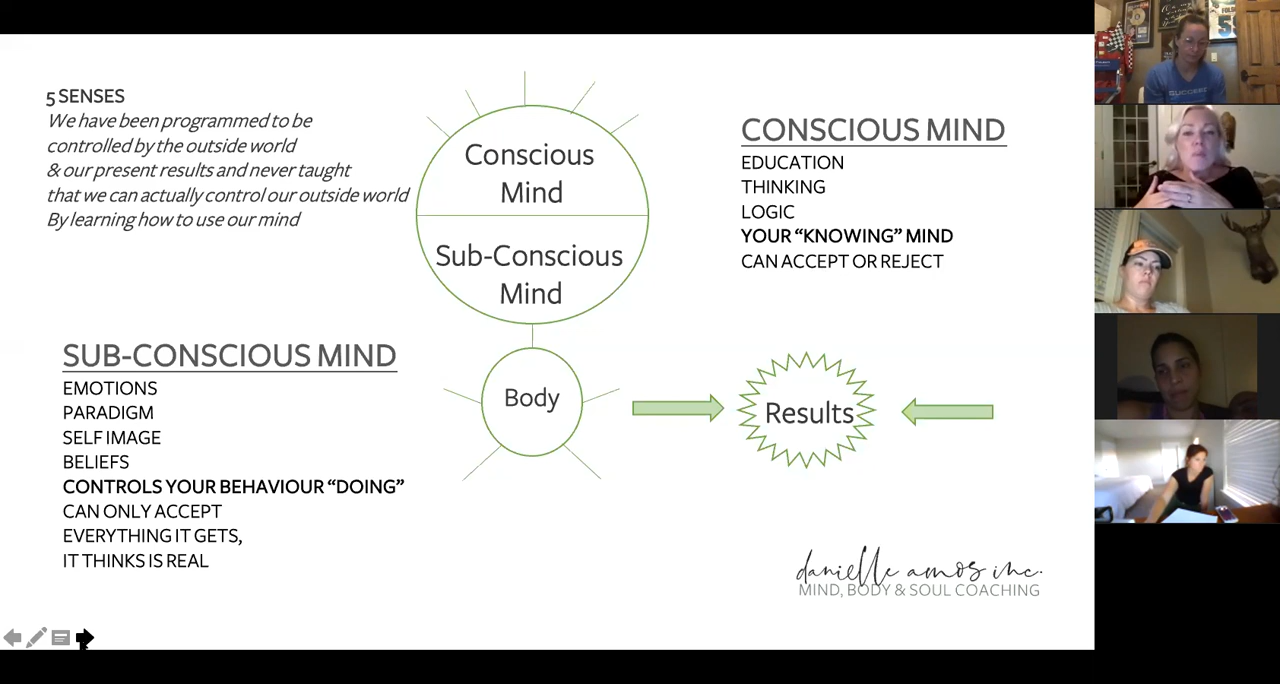 5 SENSES
We have been programmed to be
controlled by the outside world
& our present results and never taught
that we can actually control our outside world
By learning how to use our mind
Conscious
Mind
Sub-Conscious
Mind
CONSCIOUS MIND
EDUCATION
THINKING
LOGIC
YOUR “KNOWING” MIND
CAN ACCEPT OR REJECT
SUB-CONSCIOUS MIND
EMOTIONS
PARADIGM
SELF IMAGE
BELIEFS
CONTROLS YOUR BEHAVIOUR “DOING”
CAN ONLY ACCEPT
EVERYTHING IT GETS,
IT THINKS IS REAL
Body
Results
danielle amos inc.
MIND, BODY & SOUL COACHING
SUCCESS